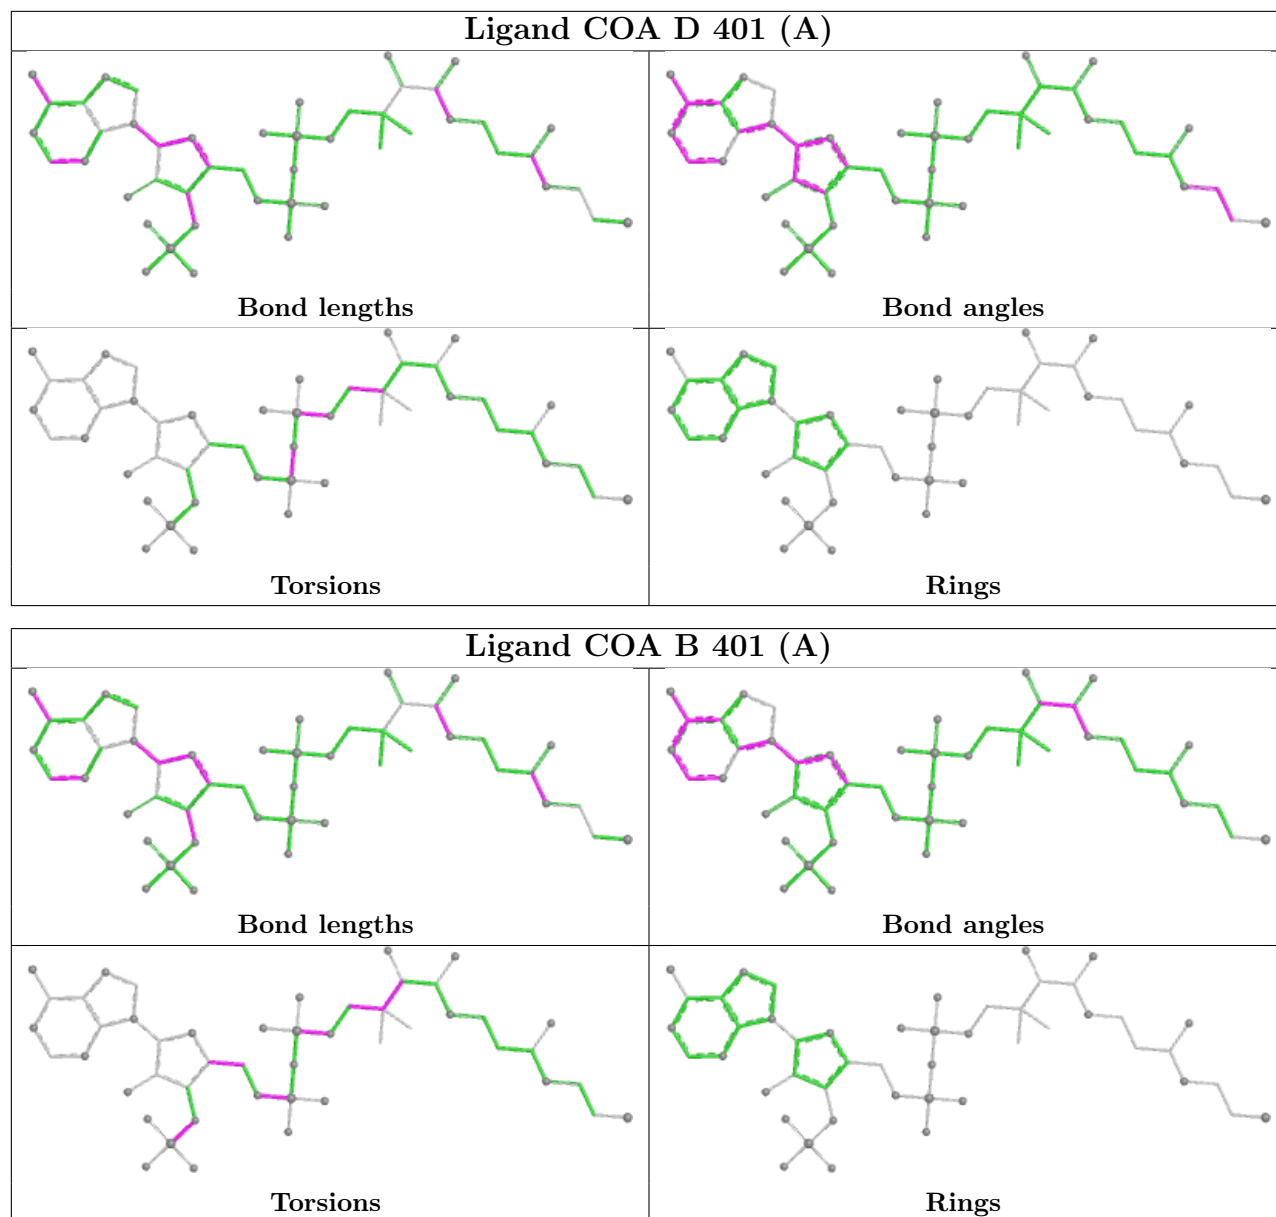 Ligand COA D 401 (A)
Bond lengths
Bond angles
Torsions
Rings
Ligand COA B 401 (A)
Bond lengths
Bond angles
Torsions
Rings